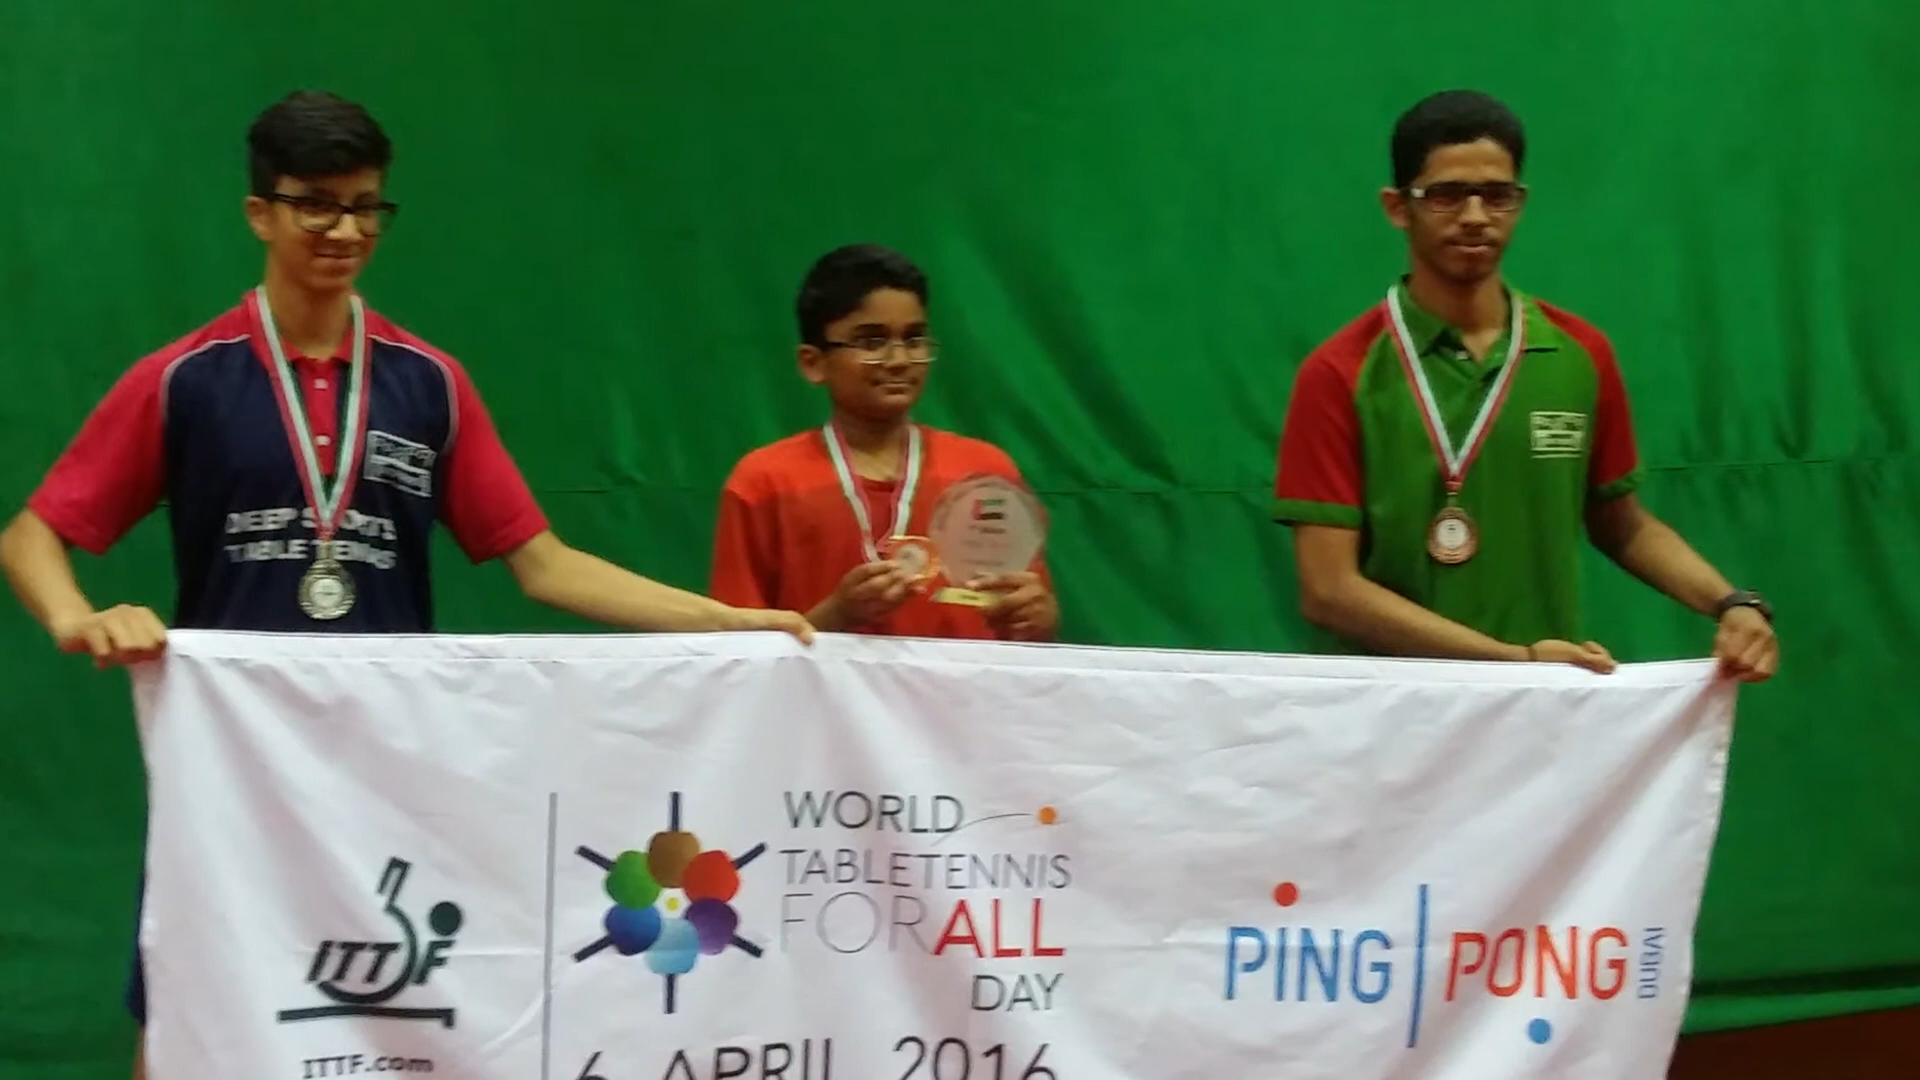 DEEP SPORTS
TABLE TENNIS
ITTF
ITTF.com
WORLD
TABLETENNIS
FORALL
DAY
6 APRIL 2016
PING PONG
DUBAI